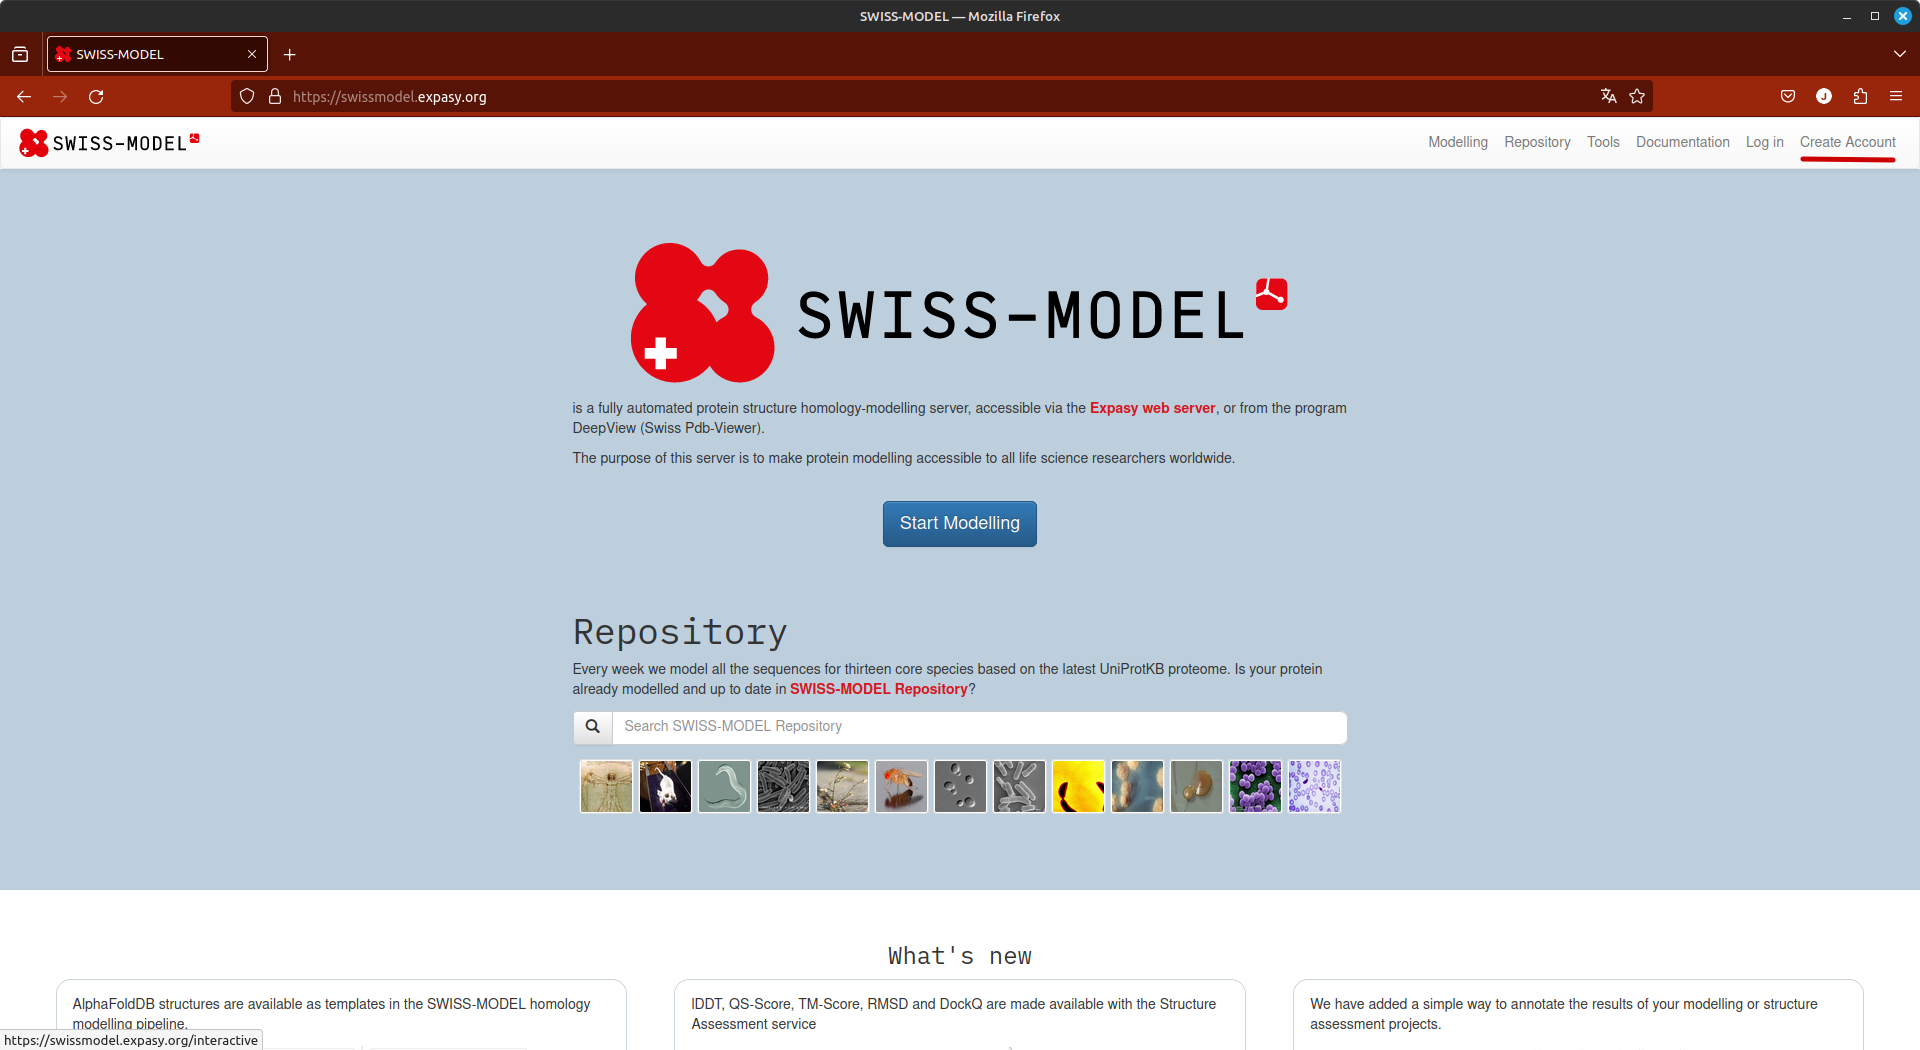 SWISS-MODEL — Mozilla Firefox
SWISS-MODEL
https://swissmodel.expasy.org
J
SWISS-MODEL
Modelling Repository Tools Documentation Log in Create Account
SWISS-MODEL
is a fully automated protein structure homology-modelling server, accessible via the Expasy web server, or from the program
DeepView (Swiss Pdb-Viewer).
The purpose of this server is to make protein modelling accessible to all life science researchers worldwide.
Start Modelling
Repository
Every week we model all the sequences for thirteen core species based on the latest UniProtKB proteome. Is your protein
already modelled and up to date in SWISS-MODEL Repository?
Search SWISS-MODEL Repository
What's new
AlphaFoldDB structures are available as templates in the SWISS-MODEL homology
modelling pipeline.
lDDT, QS-Score, TM-Score, RMSD and DockQ are made available with the Structure
Assessment service
We have added a simple way to annotate the results of your modelling or structure
assessment projects.
https://swissmodel.expasy.org/interactive